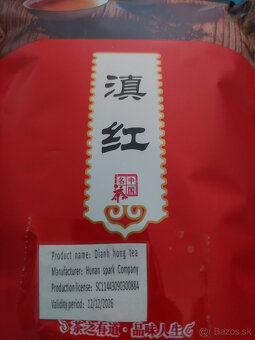 滇
红
中国
名茶
Product name: Dianh hong tea
Manufacturer: Hunan spark Company
Production license: SC11443090300884
Validity period: 12/12/2026
茶之有道·品味人生
Bazos.sk